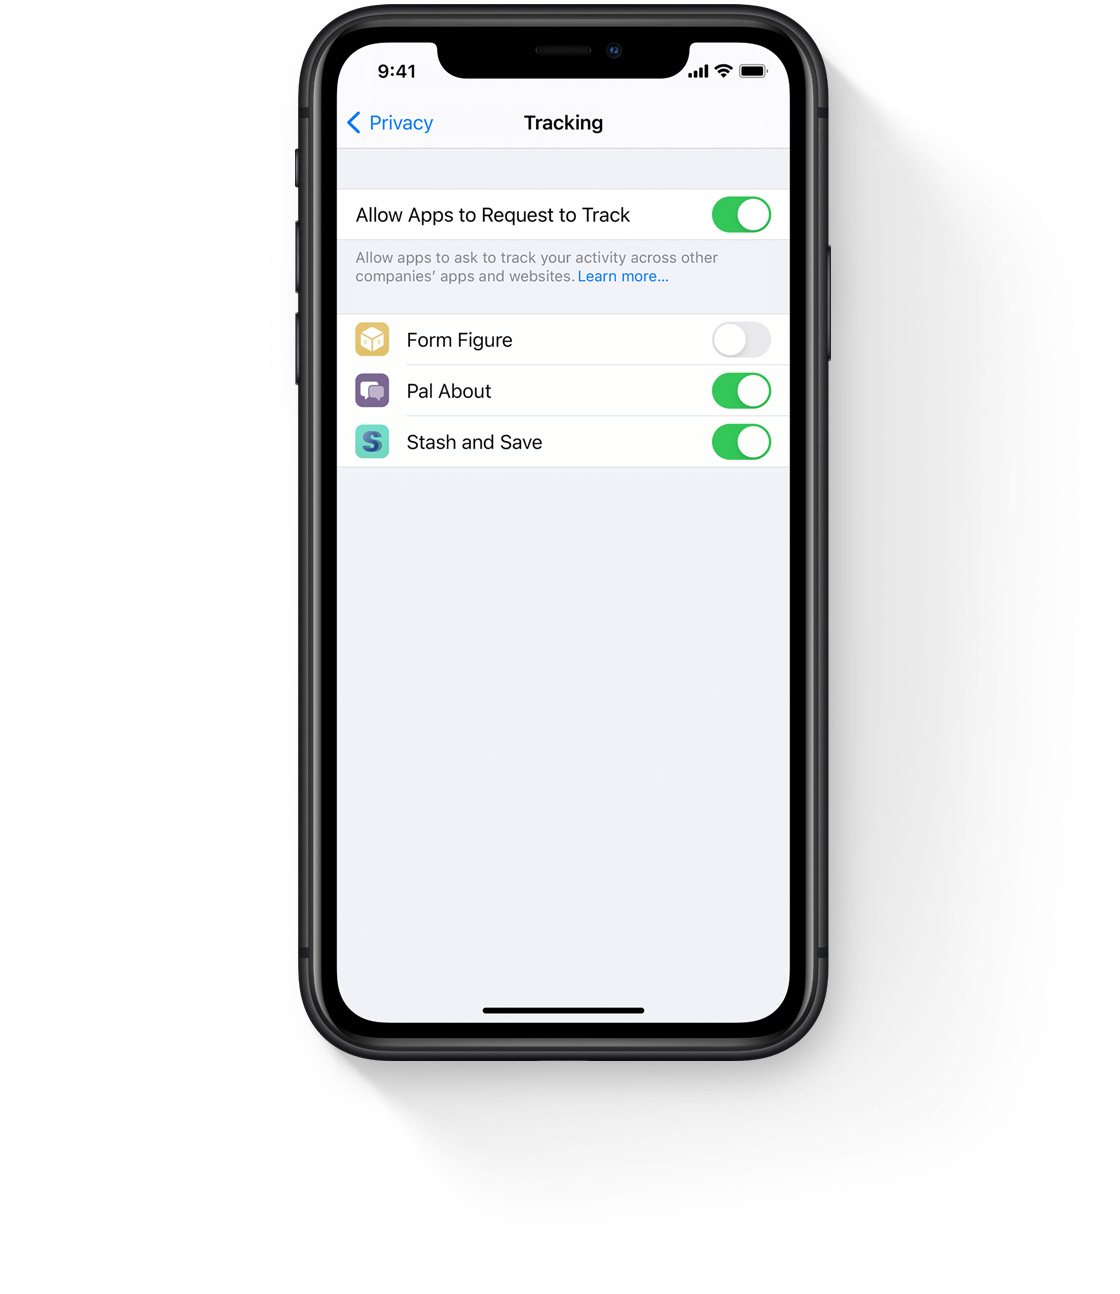 9:41
Privacy
Tracking
Allow Apps to Request to Track
Allow apps to ask to track your activity across other
companies’ apps and websites. Learn more...
Form Figure
Pal About
S
Stash and Save